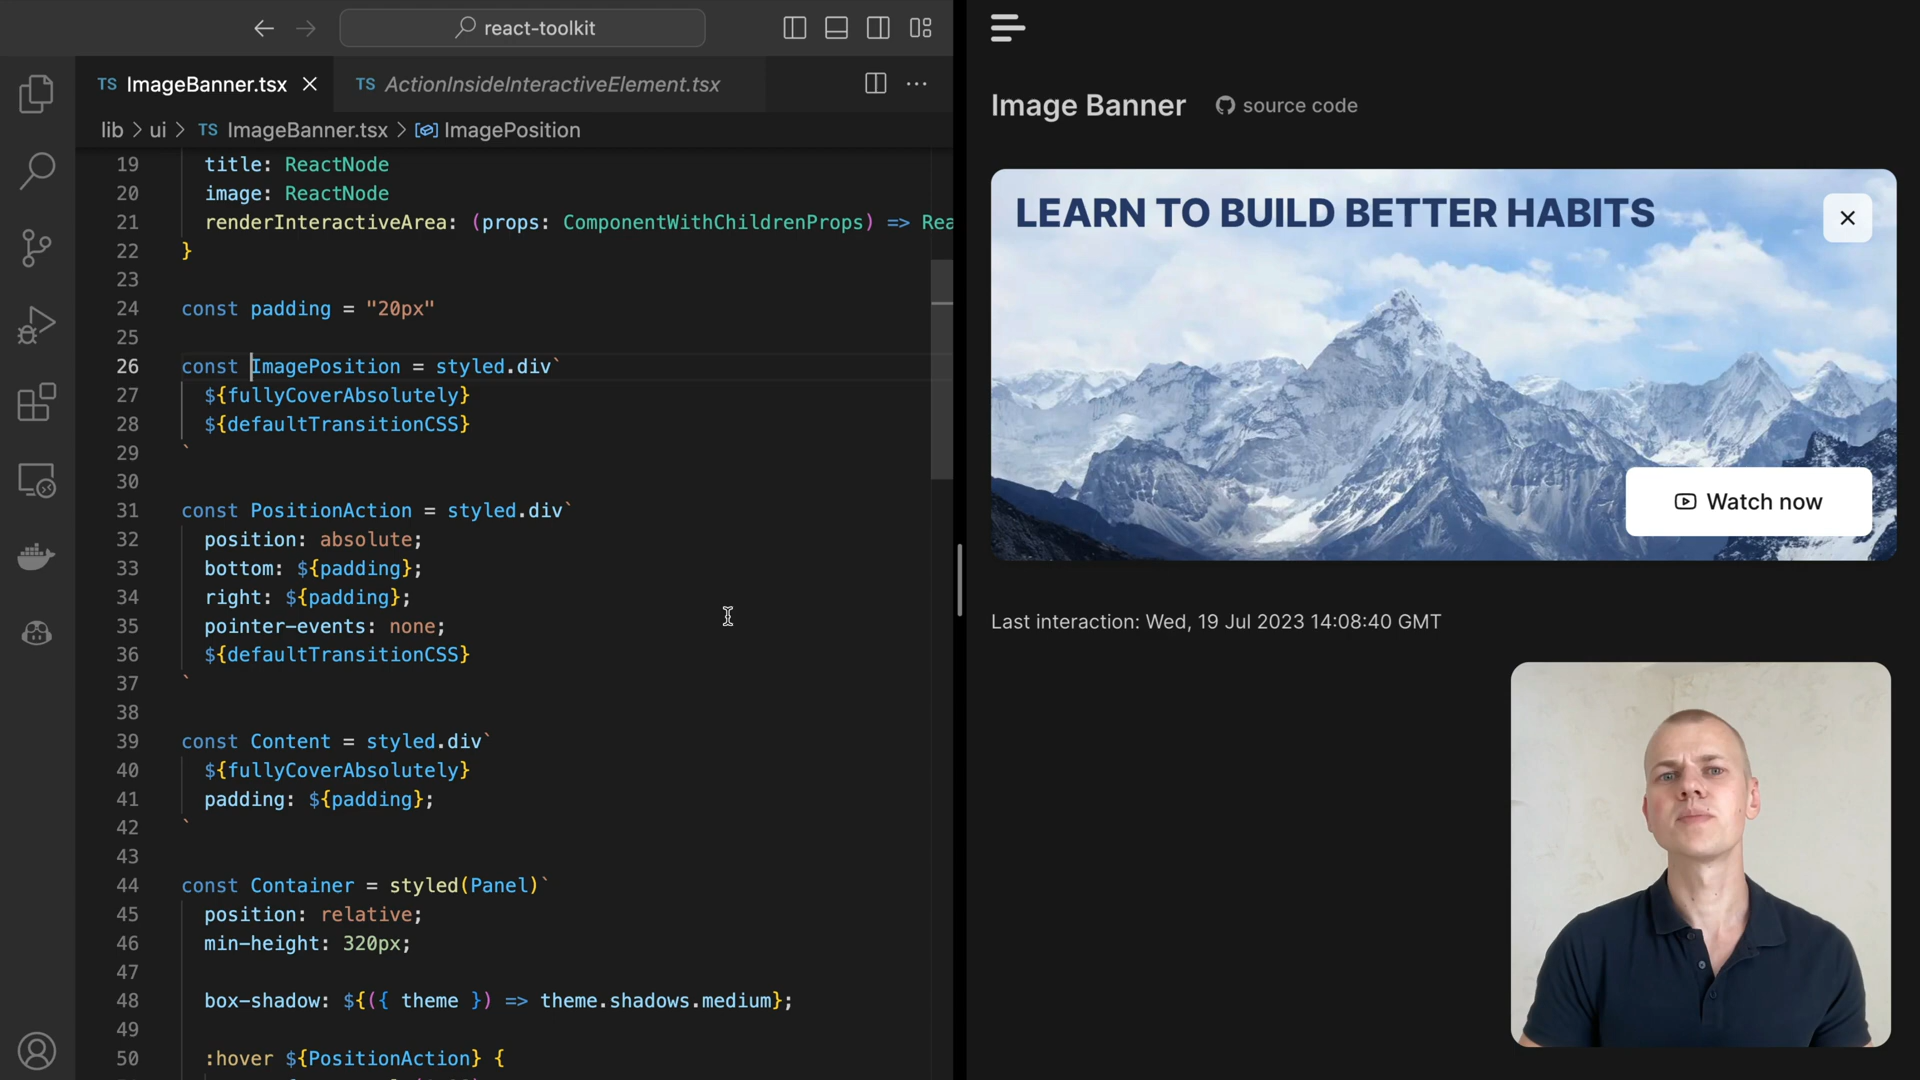 react-toolkit
TS ImageBanner.tsx
TS ActionInsideInteractiveElement.tsx
lib > ui > TS ImageBanner.tsx > ImagePosition
19 title: ReactNode
20 image: ReactNode
21 renderInteractiveArea: (props: ComponentWithChildrenProps) => Rea
22 }
23
24 const padding = "20px"
25
26 const ImagePosition = styled.div`
27 ${fullyCoverAbsolutely}
28 ${defaultTransitionCSS}
29 `
30
31 const PositionAction = styled.div`
32 position: absolute;
33 bottom: ${padding};
34 right: ${padding};
35 pointer-events: none;
36 ${defaultTransitionCSS}
37 `
38
39 const Content = styled.div`
40 ${fullyCoverAbsolutely}
41 padding: ${padding};
42 `
43
44 const Container = styled(Panel)`
45 position: relative;
46 min-height: 320px;
47
48 box-shadow: ${({ theme }) => theme.shadows.medium};
49
50 :hover ${PositionAction} {
Image Banner
source code
LEARN TO BUILD BETTER HABITS
Watch now
Last interaction: Wed, 19 Jul 2023 14:08:40 GMT